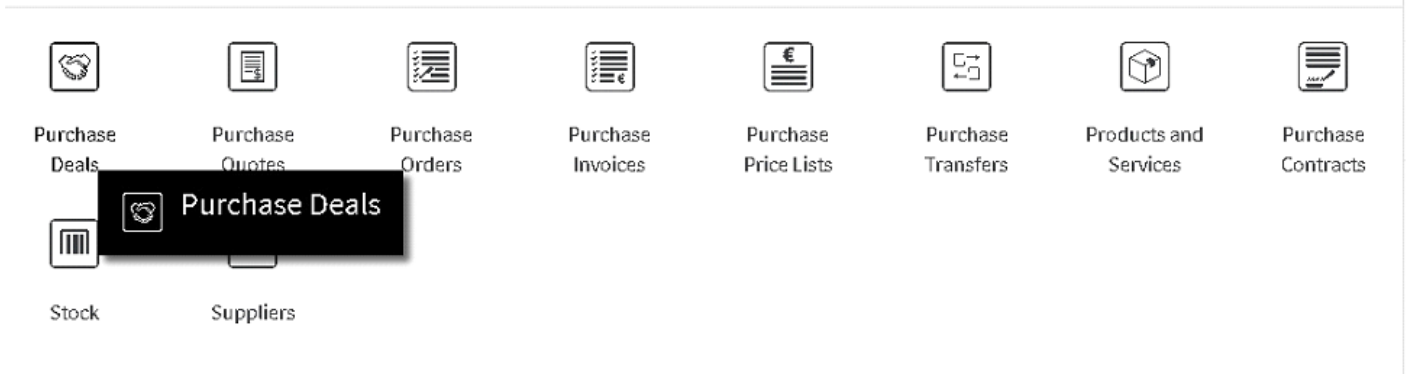 Purchase Deals
Purchase Quotes
Purchase Orders
Purchase Invoices
€
Purchase Price Lists
Purchase Transfers
Products and Services
Purchase Contracts
Purchase Deals
Stock
Suppliers